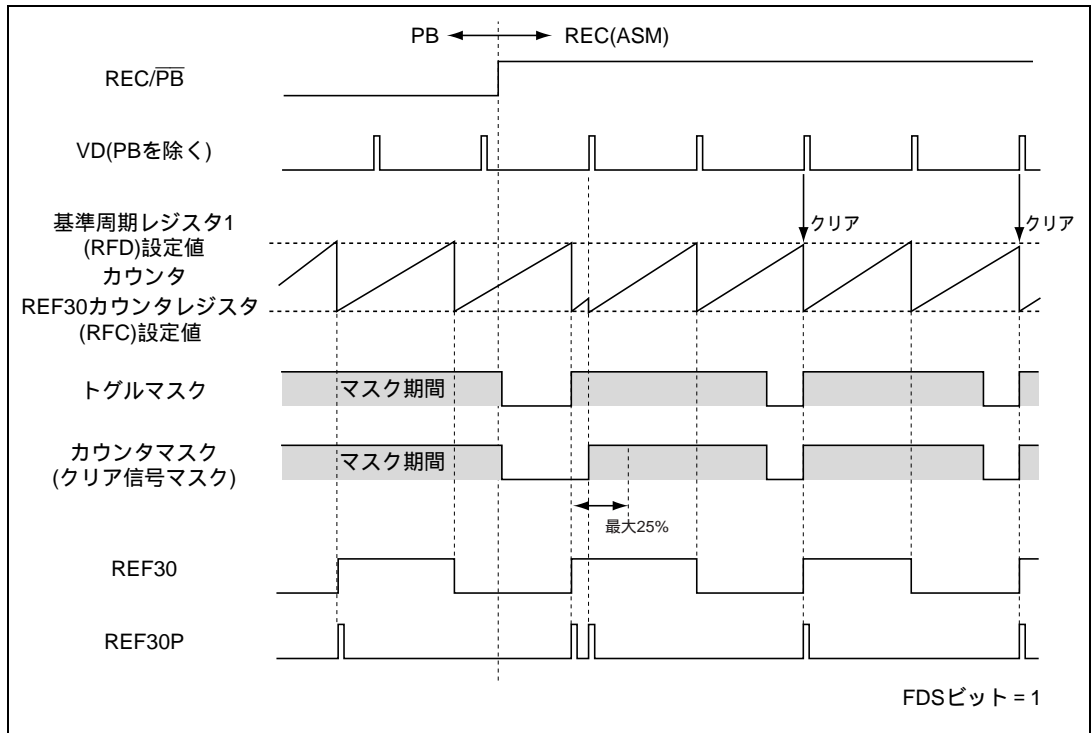 PB REC(ASM)
REC/P̅B̅
VD(PBを除く)
クリア クリア
基準周期レジスタ1
(RFD)設定値
カウンタ
REF30カウンタレジスタ
(RFC)設定値
トグルマスク マスク期間
カウンタマスク
(クリア信号マスク)
マスク期間
最大25%
REF30
REF30P
FDSビット = 1